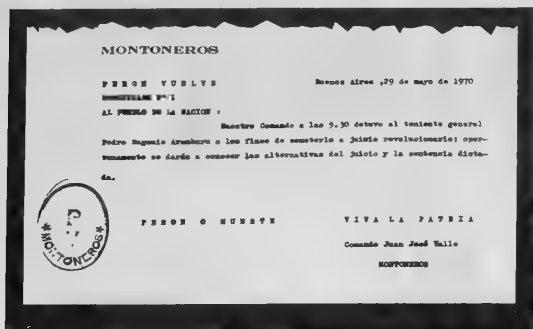 MONTONEROS
PERON VUELVE Buenos Aires ,29 de mayo de 1970
AL PUEBLO DE LA NACION :
Nuestro Comando a las 9,30 detuvo al teniente general
Pedro Eugenio Aramburu a los fines de someterlo a juicio revolucionario; opor-
tunamente se darán a conocer las alternativas del juicio y la sentencia dicta-
da.
PERON O MUERTE VIVA LA PATRIA
Comando Juan José Valle
MONTONEROS
MONTONEROS